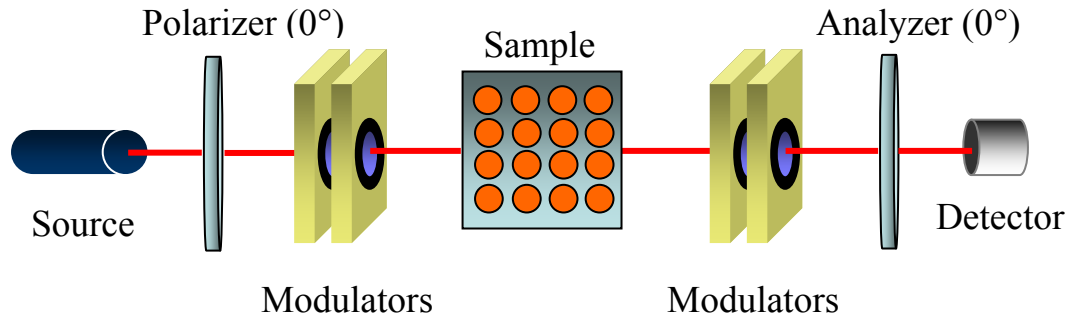 Polarizer (0°)
Sample
Analyzer (0°)
Source
Detector
Modulators
Modulators